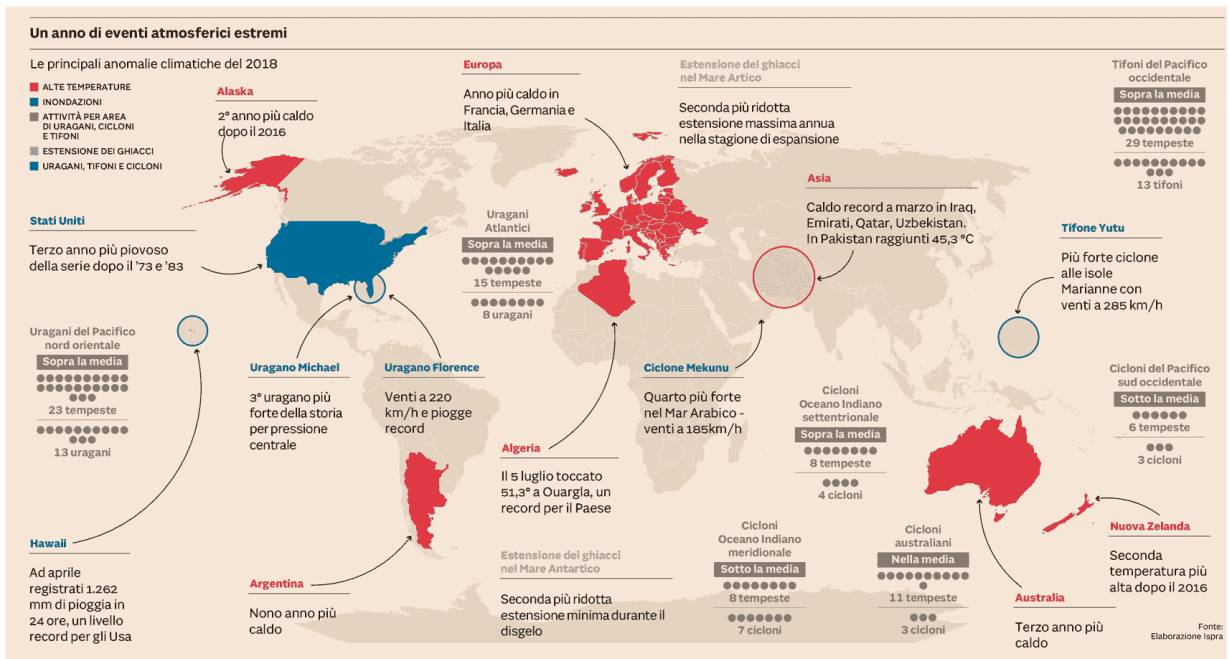 Un anno di eventi atmosferici estremi
Le principali anomalie climatiche del 2018
ALTE TEMPERATURE
INONDAZIONI
ATTIVITÀ PER AREA
DI URAGANI, CICLONI
E TIFONI
ESTENSIONE DEI GHIACCI
URAGANI, TIFONI E CICLONI
Alaska
2° anno più caldo
dopo il 2016
Europa
Anno più caldo in
Francia, Germania e
Italia
Estensione dei ghiacci
nel Mare Artico
Seconda più ridotta
estensione massima annua
nella stagione di espansione
Tifoni del Pacifico
occidentale
Sopra la media
29 tempeste
13 tifoni
Asia
Caldo record a marzo in Iraq,
Emirati, Qatar, Uzbekistan.
In Pakistan raggiunti 45,3 °C
Stati Uniti
Terzo anno più piovoso
della serie dopo il '73 e '83
Uragani
Atlantici
Sopra la media
15 tempeste
8 uragani
Tifone Yutu
Più forte ciclone
alle isole
Marianne con
venti a 285 km/h
Uragani del Pacifico
nord orientale
Sopra la media
23 tempeste
13 uragani
Uragano Michael
3° uragano più
forte della storia
per pressione
centrale
Uragano Florence
Venti a 220
km/h e piogge
record
Ciclone Mekunu
Quarto più forte
nel Mar Arabico -
venti a 185km/h
Cicloni
Oceano Indiano
settentrionale
Sopra la media
8 tempeste
4 cicloni
Cicloni del Pacifico
sud occidentale
Sotto la media
6 tempeste
3 cicloni
Algeria
Il 5 luglio toccato
51,3° a Ouargla, un
record per il Paese
Hawaii
Ad aprile
registrati 1.262
mm di pioggia in
24 ore, un livello
record per gli Usa
Argentina
Nono anno più
caldo
Estensione dei ghiacci
nel Mare Antartico
Seconda più ridotta
estensione minima durante il
disgelo
Cicloni
Oceano Indiano
meridionale
Sotto la media
8 tempeste
7 cicloni
Cicloni
australiani
Nella media
11 tempeste
3 cicloni
Nuova Zelanda
Seconda
temperatura più
alta dopo il 2016
Australia
Terzo anno più
caldo
Fonte:
Elaborazione Ispra